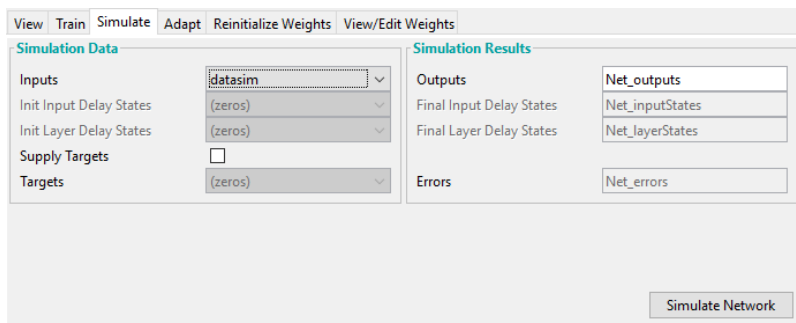 View Train Simulate Adapt Reinitialize Weights View/Edit Weights
Simulation Data
Inputs datasim
Init Input Delay States (zeros)
Init Layer Delay States (zeros)
Supply Targets
Targets (zeros)
Simulation Results
Outputs Net_outputs
Final Input Delay States Net_inputStates
Final Layer Delay States Net_layerStates
Errors Net_errors
Simulate Network